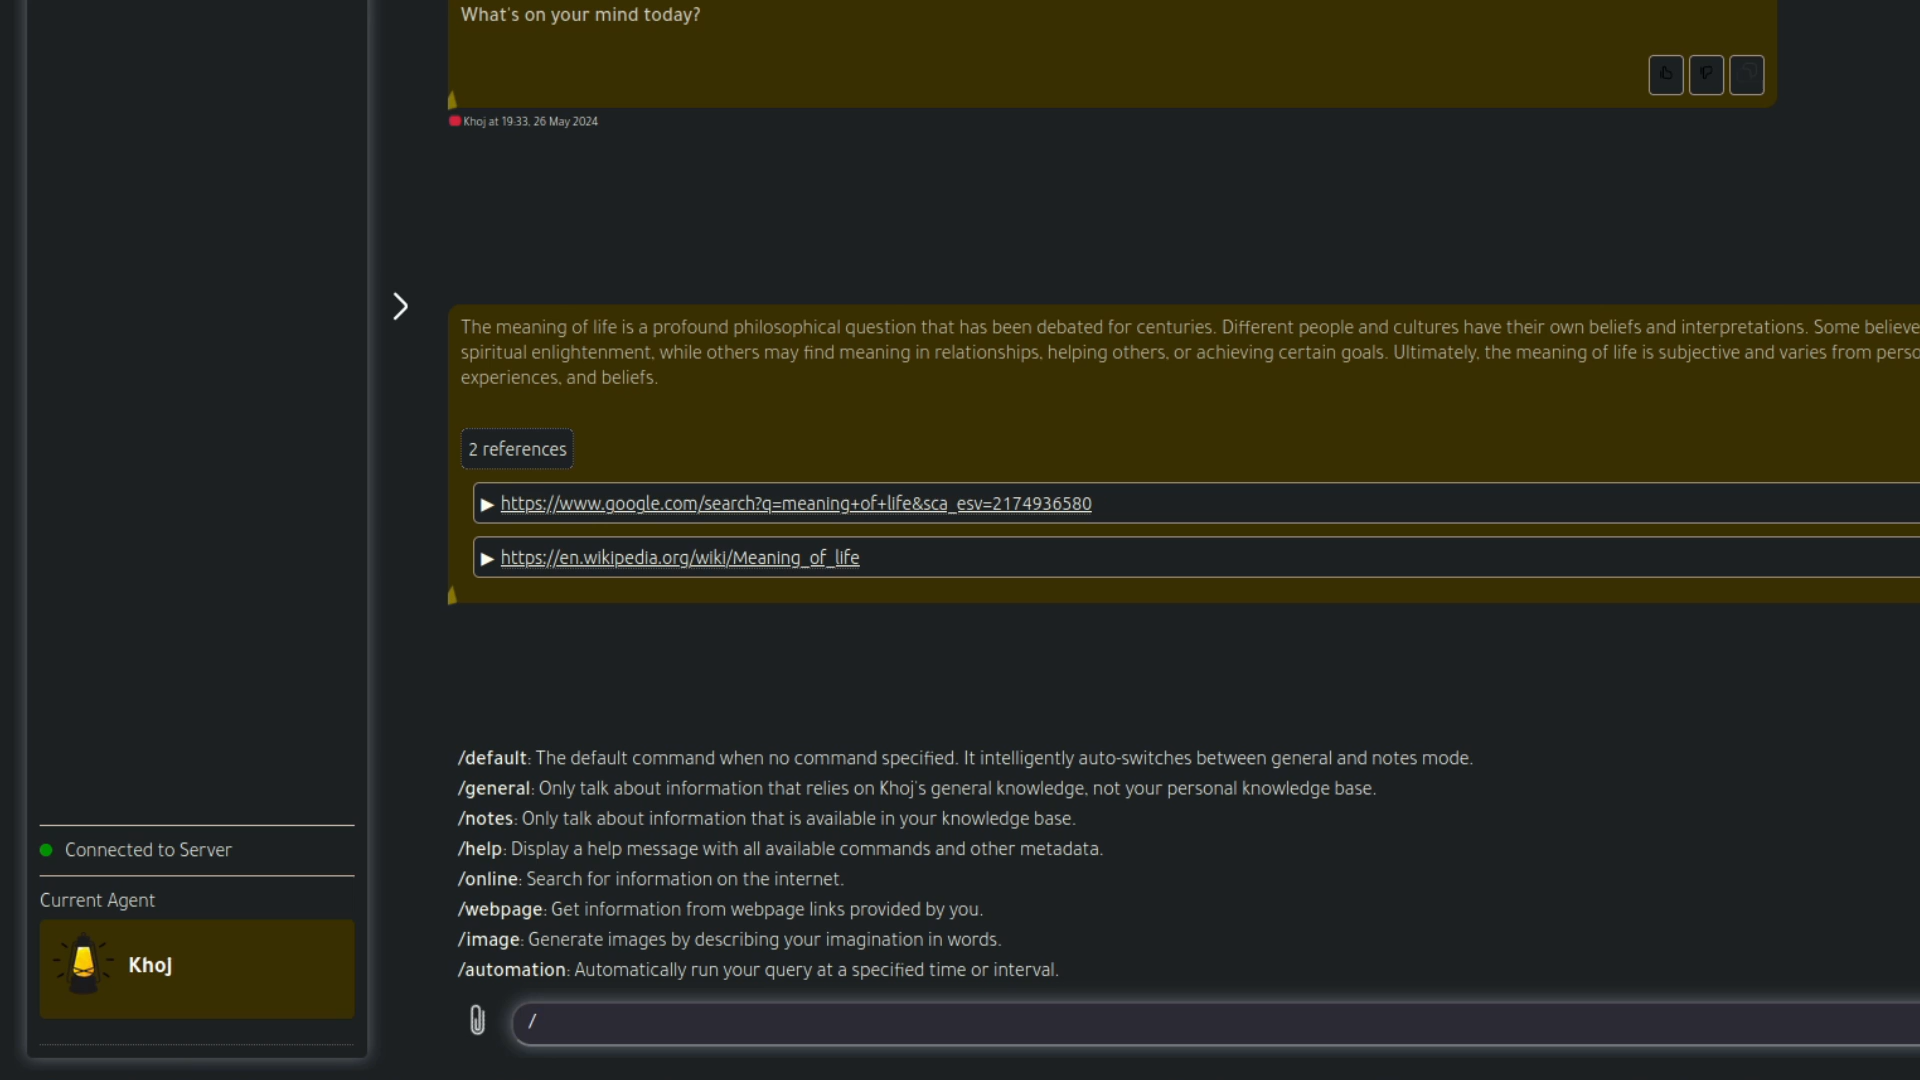 What's on your mind today?
Khoj at 19:33, 26 May 2024
The meaning of life is a profound philosophical question that has been debated for centuries. Different people and cultures have their own beliefs and interpretations. Some believe
spiritual enlightenment, while others may find meaning in relationships, helping others, or achieving certain goals. Ultimately, the meaning of life is subjective and varies from perso
experiences, and beliefs.
2 references
https://www.google.com/search?q=meaning+of+life&sca_esv=2174936580
https://en.wikipedia.org/wiki/Meaning_of_life
/default: The default command when no command specified. It intelligently auto-switches between general and notes mode.
/general: Only talk about information that relies on Khoj's general knowledge, not your personal knowledge base.
/notes: Only talk about information that is available in your knowledge base.
/help: Display a help message with all available commands and other metadata.
/online: Search for information on the internet.
/webpage: Get information from webpage links provided by you.
/image: Generate images by describing your imagination in words.
/automation: Automatically run your query at a specified time or interval.
/
Connected to Server
Current Agent
Khoj